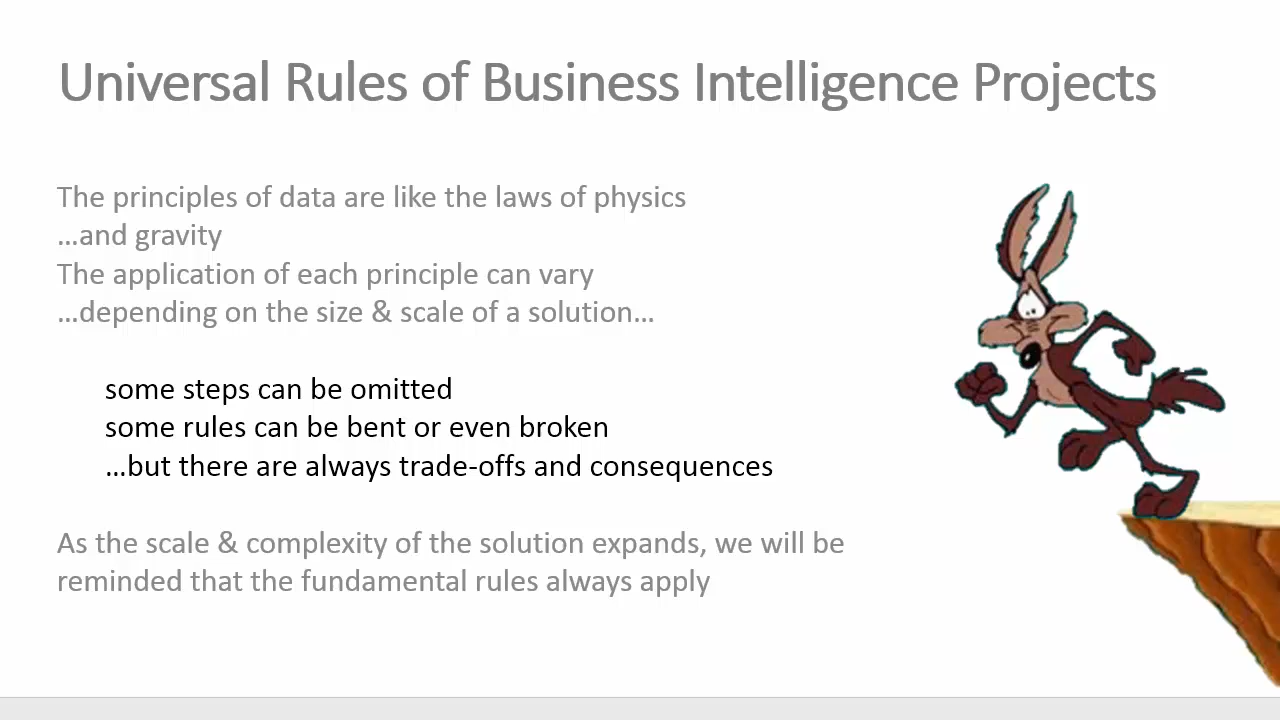 Universal Rules of Business Intelligence Projects
The principles of data are like the laws of physics
…and gravity
The application of each principle can vary
…depending on the size & scale of a solution…
some steps can be omitted
some rules can be bent or even broken
…but there are always trade-offs and consequences
As the scale & complexity of the solution expands, we will be
reminded that the fundamental rules always apply